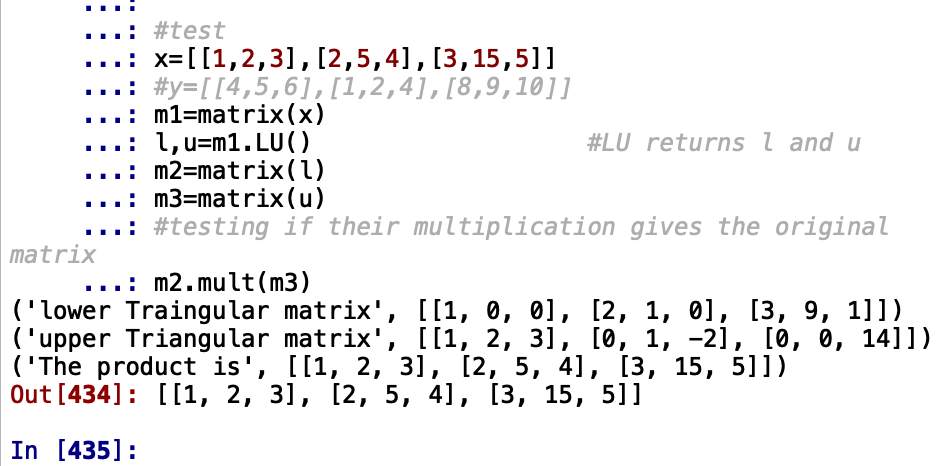 ...:
...: #test
...: x=[[1,2,3],[2,5,4],[3,15,5]]
...: #y=[[4,5,6],[1,2,4],[8,9,10]]
...: m1=matrix(x)
...: l,u=m1.LU()                  #LU returns l and u
...: m2=matrix(l)
...: m3=matrix(u)
...: #testing if their multiplication gives the original
matrix
...: m2.mult(m3)
('lower Traingular matrix', [[1, 0, 0], [2, 1, 0], [3, 9, 1]])
('upper Triangular matrix', [[1, 2, 3], [0, 1, -2], [0, 0, 14]])
('The product is', [[1, 2, 3], [2, 5, 4], [3, 15, 5]])
Out[434]: [[1, 2, 3], [2, 5, 4], [3, 15, 5]]
In [435]: